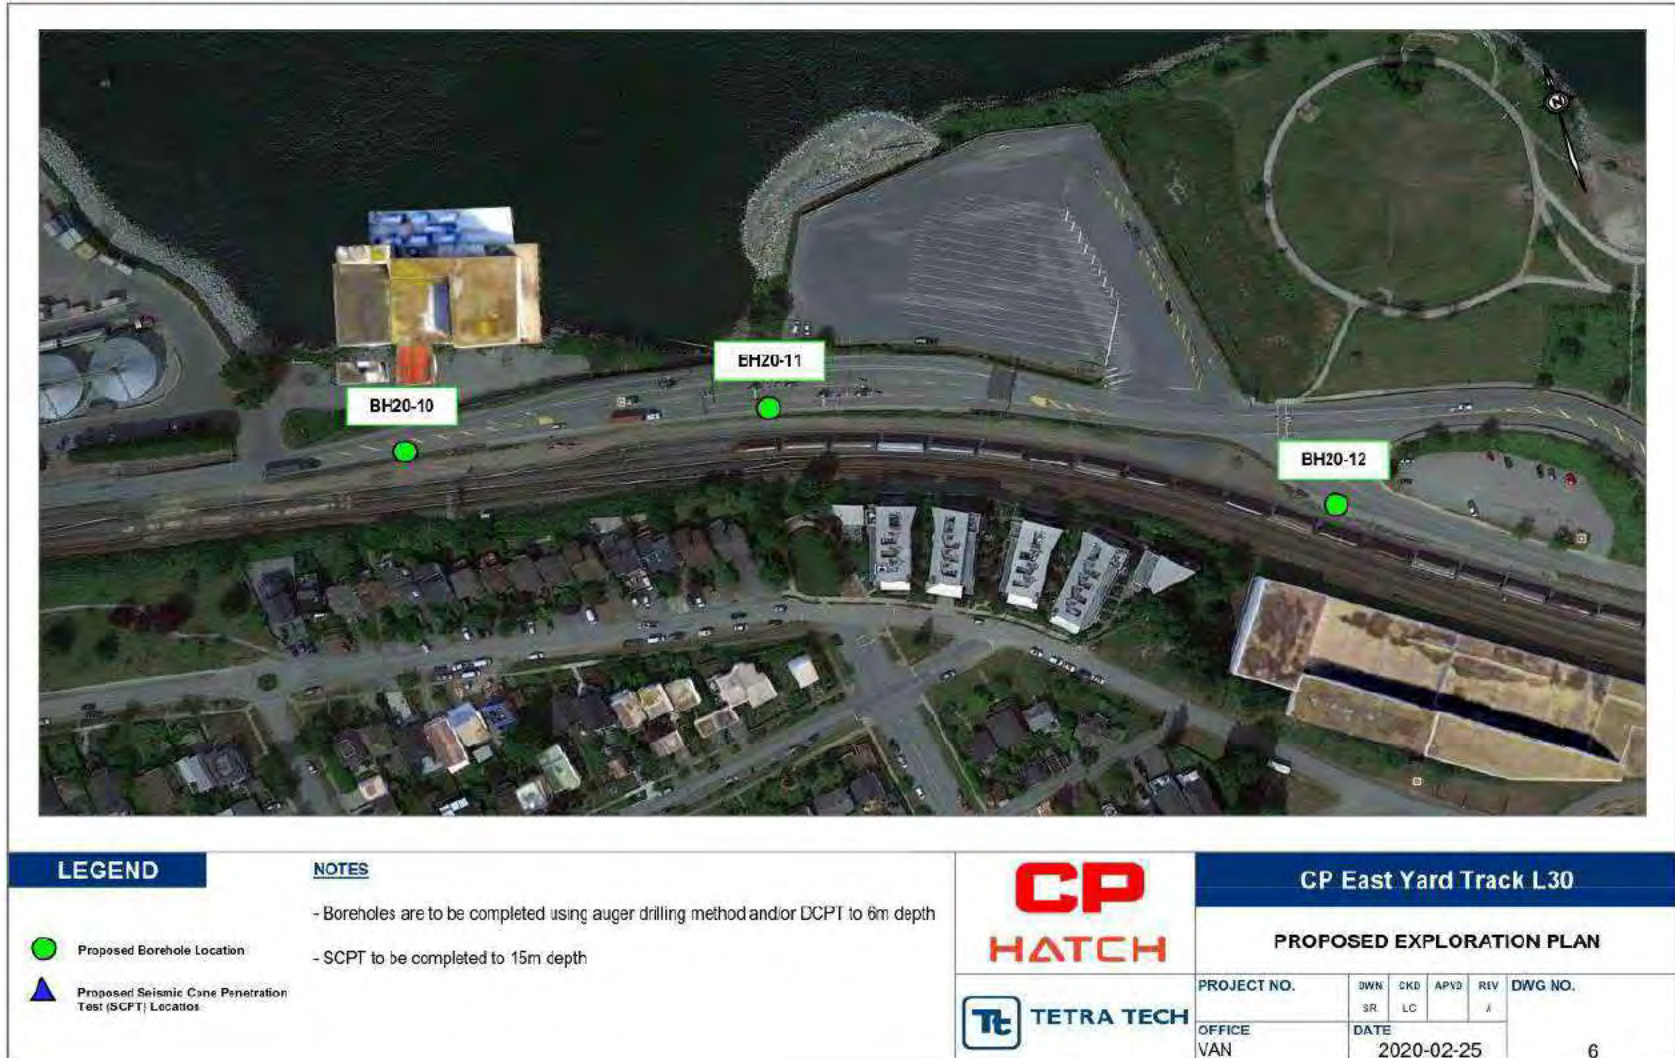 N
BH20-10
BH20-11
BH20-12
LEGEND
Proposed Borehole Location
Proposed Seismic Cone Penetration
Test (SCPT) Location
NOTES
- Boreholes are to be completed using auger drilling method and/or DCPT to 6m depth
- SCPT to be completed to 15m depth
CP
HATCH
Tt TETRA TECH
CP East Yard Track L30
PROPOSED EXPLORATION PLAN
PROJECT NO.
OFFICE
VAN
DWN CKD APVD REV
SR LC A
DATE
2020-02-25
DWG NO.
6